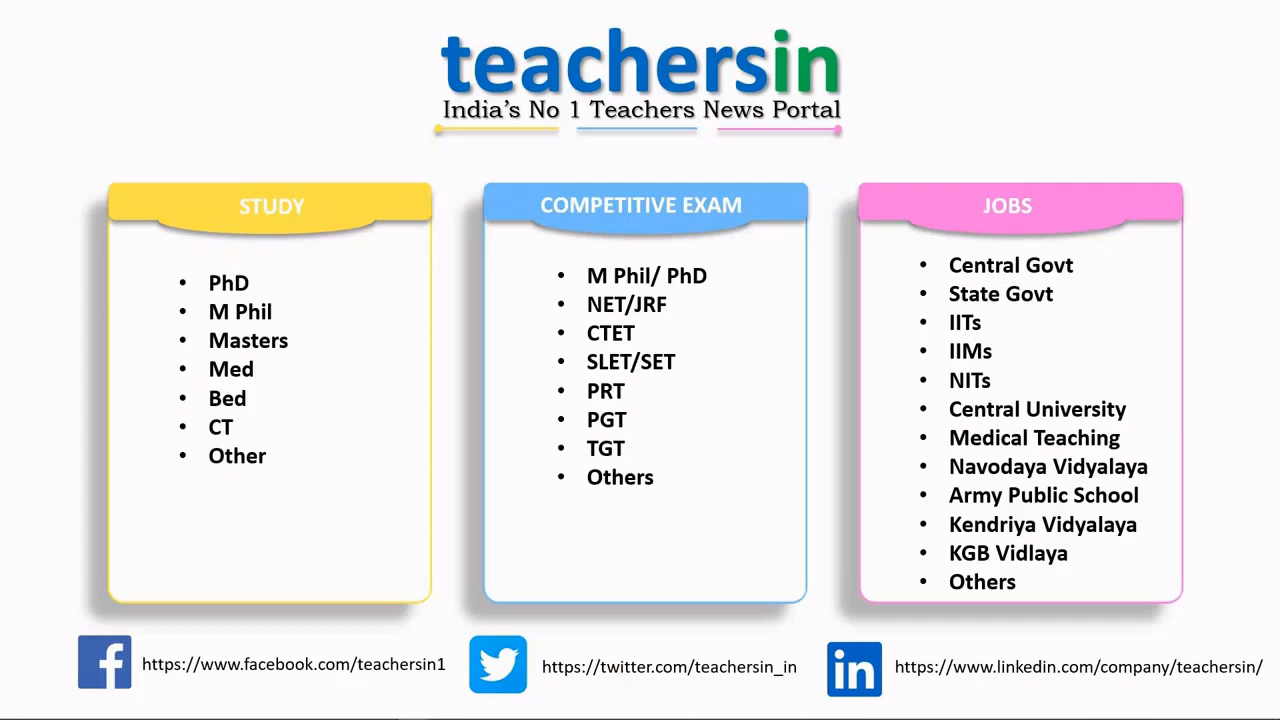 teachersin
India's No 1 Teachers News Portal
STUDY
• PhD
• M Phil
• Masters
• Med
• Bed
• CT
• Other
COMPETITIVE EXAM
• M Phil/ PhD
• NET/JRF
• CTET
• SLET/SET
• PRT
• PGT
• TGT
• Others
JOBS
• Central Govt
• State Govt
• IITs
• IIMs
• NITs
• Central University
• Medical Teaching
• Navodaya Vidyalaya
• Army Public School
• Kendriya Vidyalaya
• KGB Vidlaya
• Others
https://www.facebook.com/teachersin1
https://twitter.com/teachersin_in
in https://www.linkedin.com/company/teachersin/